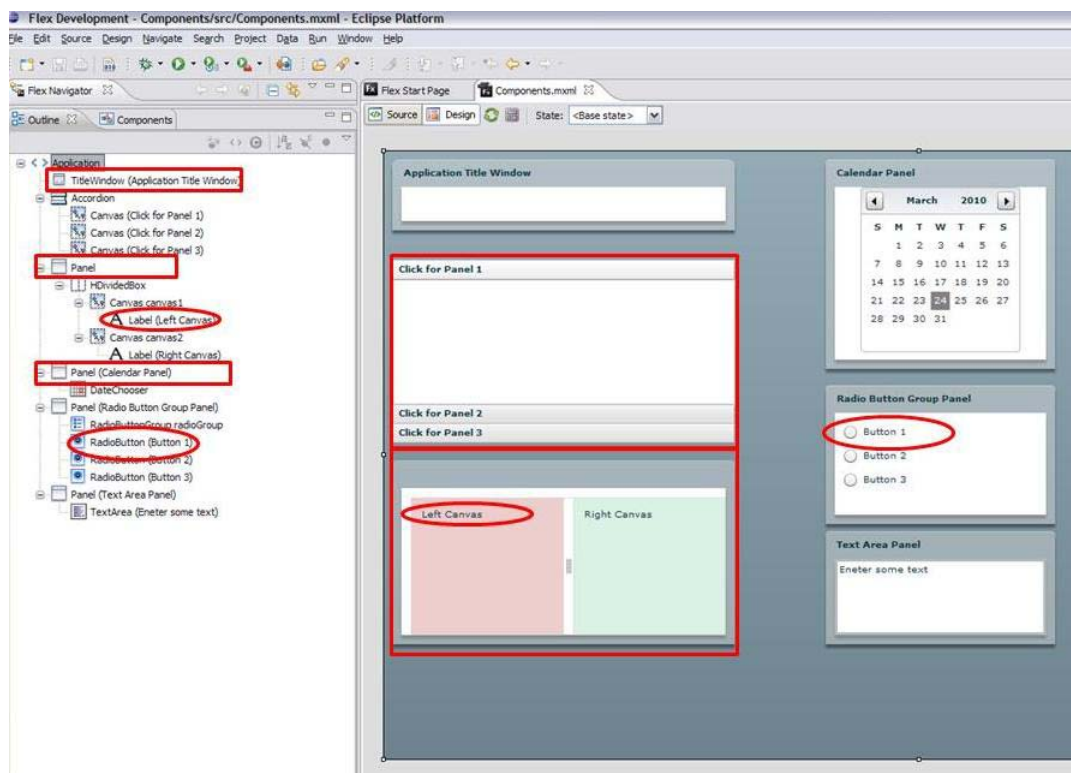 Flex Development - Components/src/Components.mxml - Eclipse Platform
File Edit Source Design Navigate Search Project Data Run Window Help
Flex Navigator
Outline Components
Application
TitleWindow (Application Title Window)
Accordion
Canvas (Click for Panel 1)
Canvas (Click for Panel 2)
Canvas (Click for Panel 3)
Panel
HDividedBox
Canvas canvas1
Label (Left Canvas)
Canvas canvas2
Label (Right Canvas)
Panel (Calendar Panel)
DateChooser
Panel (Radio Button Group Panel)
RadioButtonGroup radioGroup
RadioButton (Button 1)
RadioButton (Button 2)
RadioButton (Button 3)
Panel (Text Area Panel)
TextArea (Eneter some text)
Flex Start Page Components.mxml
Source Design State: <Base state>
Application Title Window
Click for Panel 1
Click for Panel 2
Click for Panel 3
Left Canvas Right Canvas
Calendar Panel
March 2010
S M T W T F S
1 2 3 4 5 6
7 8 9 10 11 12 13
14 15 16 17 18 19 20
21 22 23 24 25 26 27
28 29 30 31
Radio Button Group Panel
Button 1
Button 2
Button 3
Text Area Panel
Eneter some text